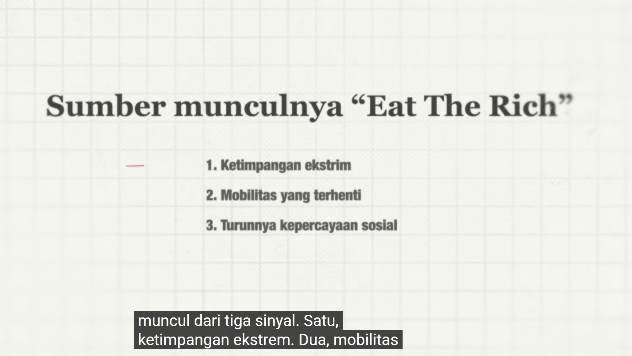 Sumber munculnya “Eat The Rich”
1. Ketimpangan ekstrim
2. Mobilitas yang terhenti
3. Turunnya kepercayaan sosial
muncul dari tiga sinyal. Satu,
ketimpangan ekstrem. Dua, mobilitas